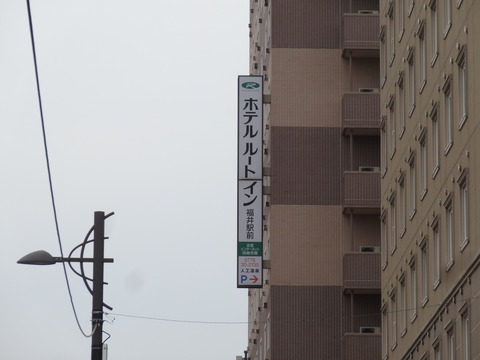 ホテル ルートイン
福井駅前
人工温泉
P→